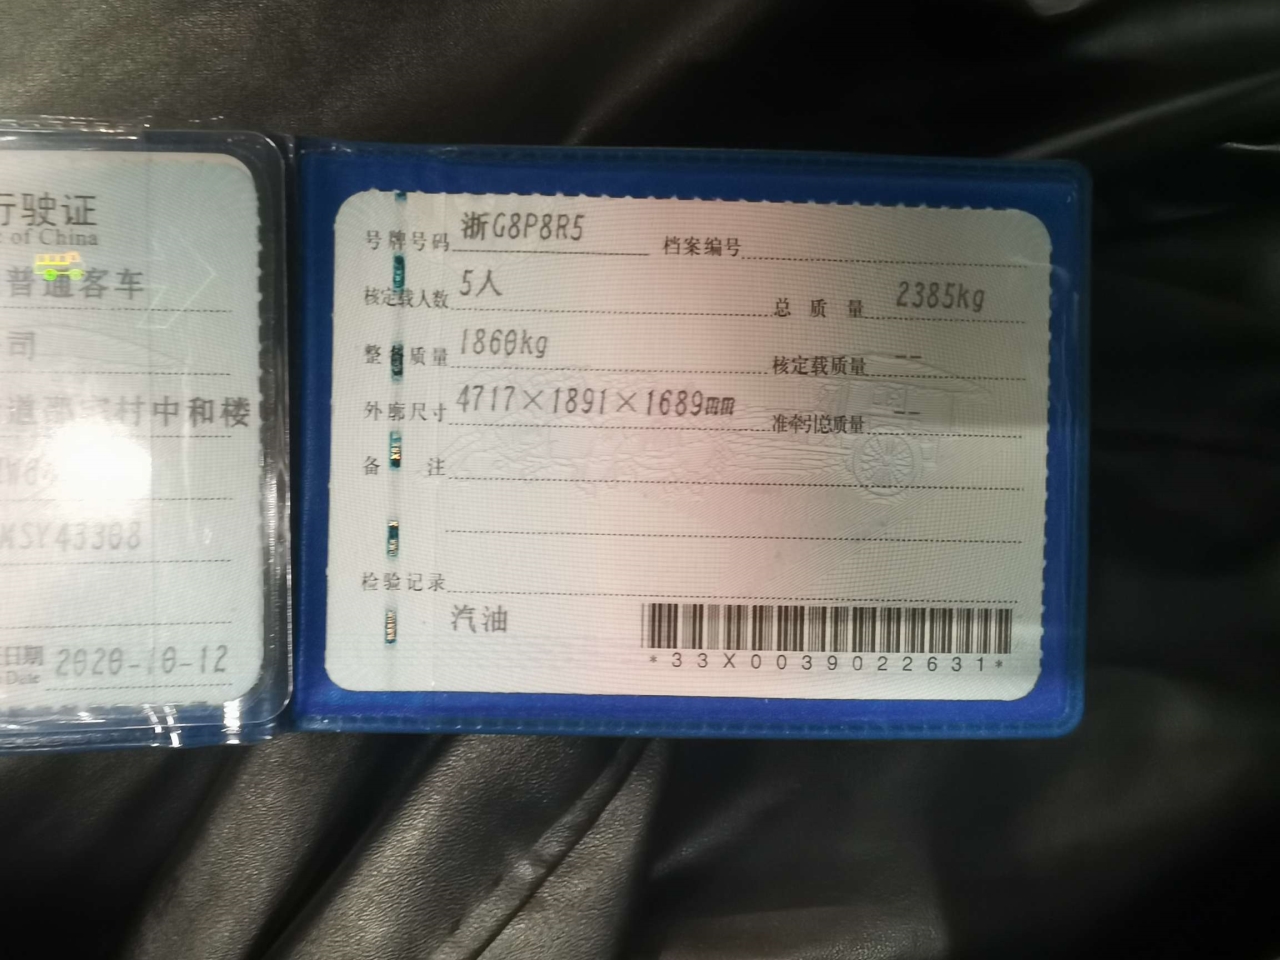 行驶证
of China
普通客车
司
村中和楼
SY43308
日期 2020-10-12
Date
号牌号码 浙G8P8R5 档案编号
核定载人数 5人 总质量 2385kg
整备质量 1860kg 核定载质量 --
外廓尺寸 4717×1891×1689mm 准牵引总质量 --
备注
检验记录
汽油
*33X0039022631*